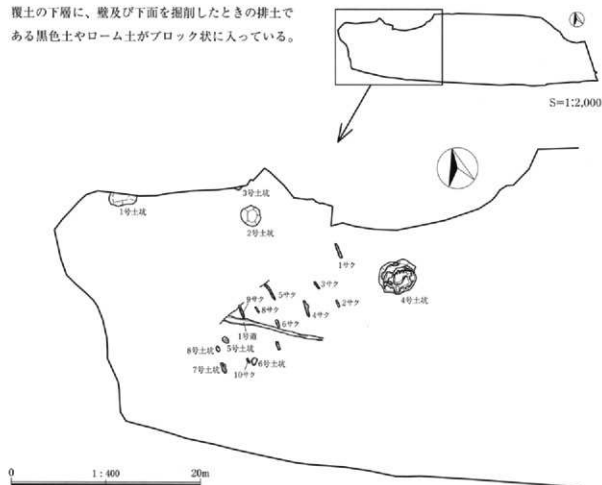 覆土の下層に、壁及び下面を掘削したときの排土で
ある黒色土やローム土がブロック状に入っている。
S=1:2,000
3号土坑
1号土坑
2号土坑
1サク
4号土坑
3サク
5サク
9サク
8サク
4サク
2サク
6サク
1号溝
8号土坑
5号土坑
7号土坑
10サク
6号土坑
0
1:400
20m